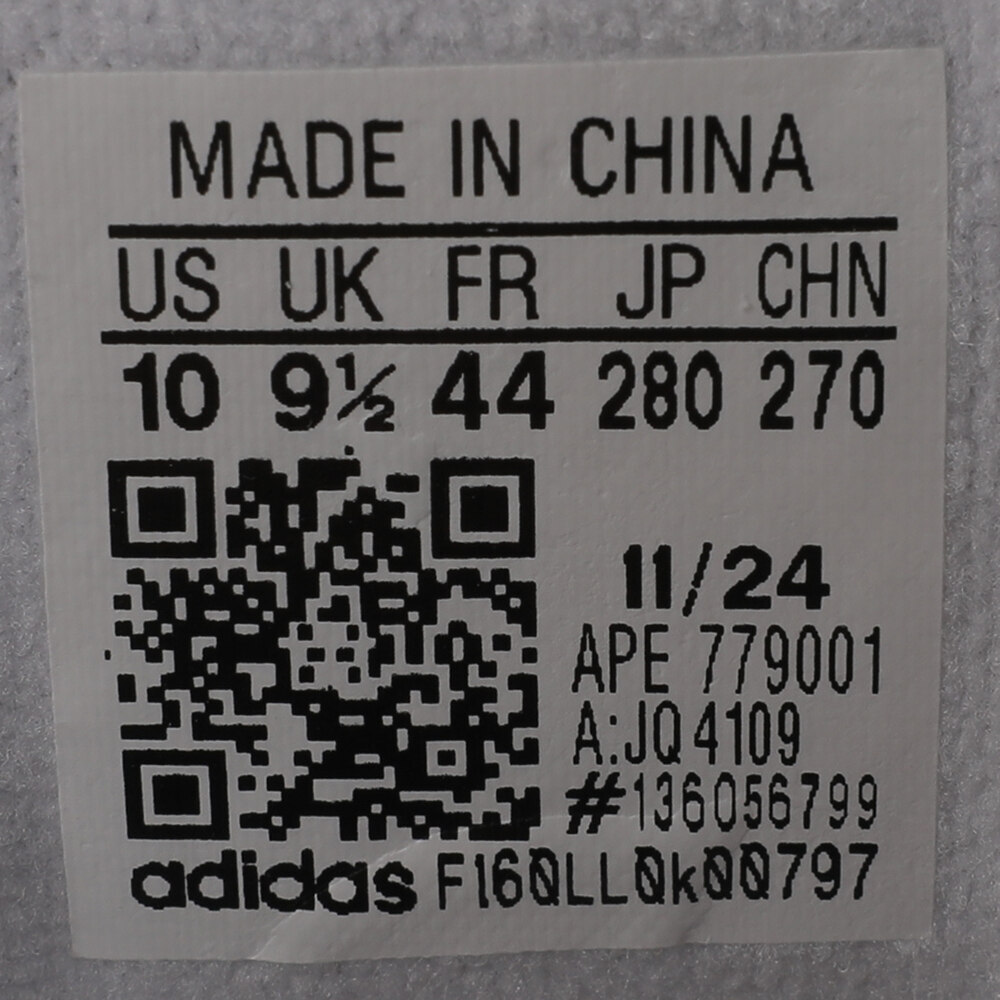 MADE IN CHINA
US UK FR JP CHN
10 9½ 44 280 270
11/24
APE 779001
A:JQ4109
#136056799
adidas F160LL0k00797